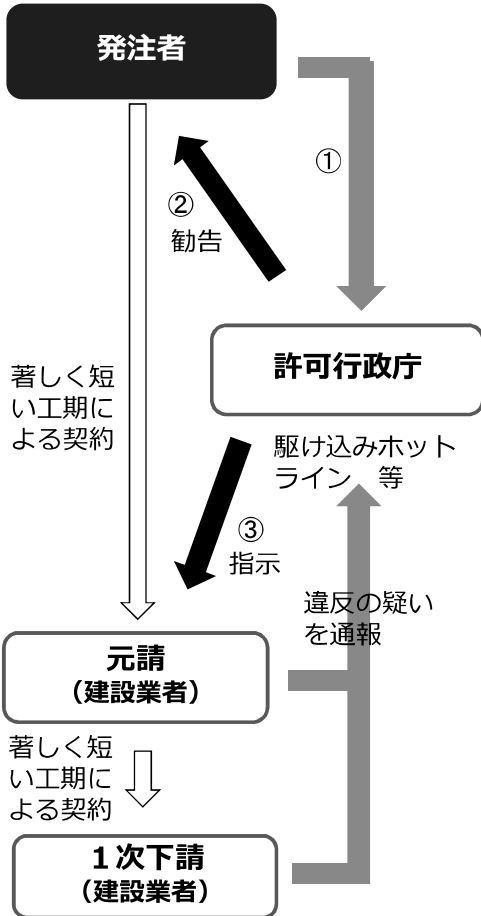 発注者
①
②
勧告
許可行政庁
著しく短
い工期に
よる契約
駆け込みホット
ライン　等
③
指示
違反の疑い
を通報
元請
（建設業者）
著しく短
い工期に
よる契約
１次下請
（建設業者）